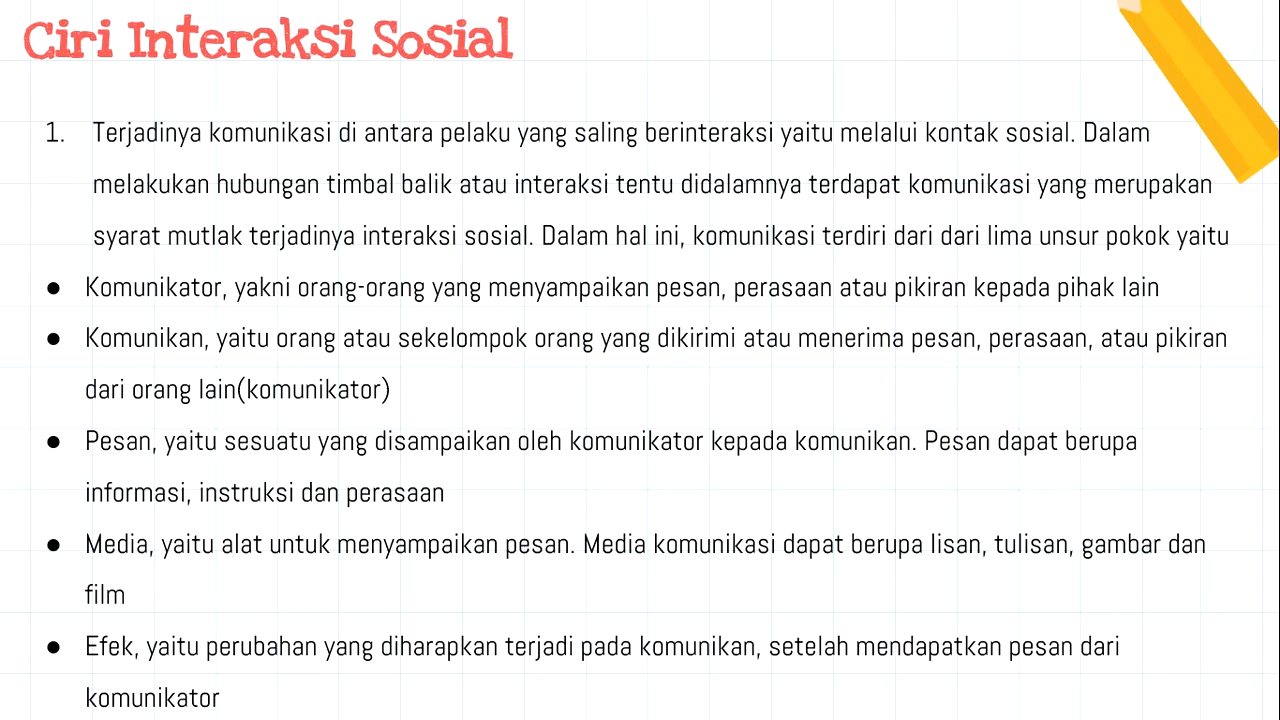 Ciri Interaksi Sosial
1. Terjadinya komunikasi di antara pelaku yang saling berinteraksi yaitu melalui kontak sosial. Dalam
melakukan hubungan timbal balik atau interaksi tentu didalamnya terdapat komunikasi yang merupakan
syarat mutlak terjadinya interaksi sosial. Dalam hal ini, komunikasi terdiri dari dari lima unsur pokok yaitu
● Komunikator, yakni orang-orang yang menyampaikan pesan, perasaan atau pikiran kepada pihak lain
● Komunikan, yaitu orang atau sekelompok orang yang dikirimi atau menerima pesan, perasaan, atau pikiran
dari orang lain(komunikator)
● Pesan, yaitu sesuatu yang disampaikan oleh komunikator kepada komunikan. Pesan dapat berupa
informasi, instruksi dan perasaan
● Media, yaitu alat untuk menyampaikan pesan. Media komunikasi dapat berupa lisan, tulisan, gambar dan
film
● Efek, yaitu perubahan yang diharapkan terjadi pada komunikan, setelah mendapatkan pesan dari
komunikator